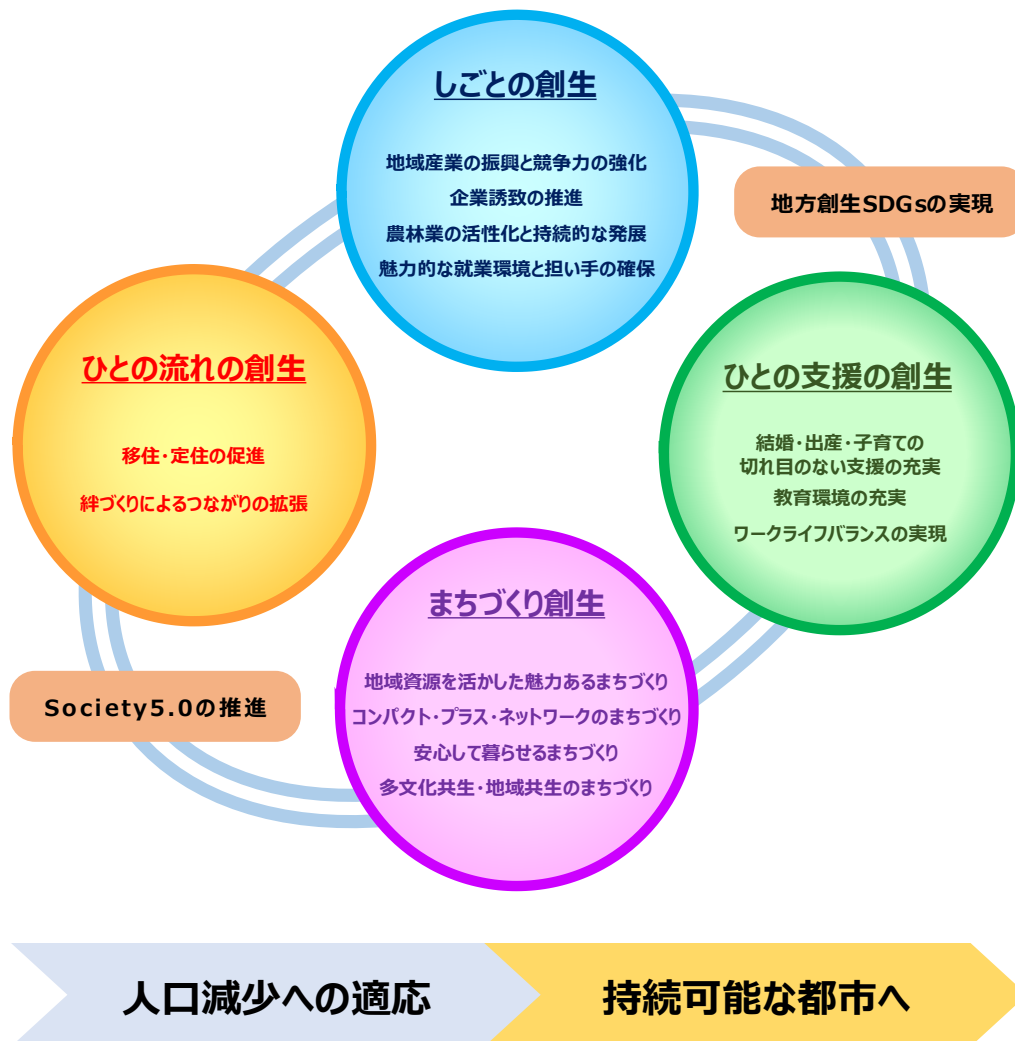 しごとの創生
地域産業の振興と競争力の強化
企業誘致の推進
農林業の活性化と持続的な発展
魅力的な就業環境と担い手の確保
地方創生SDGsの実現
ひとの流れの創生
移住・定住の促進
絆づくりによるつながりの拡張
ひとの支援の創生
結婚・出産・子育ての
切れ目のない支援の充実
教育環境の充実
ワークライフバランスの実現
まちづくり創生
地域資源を活かした魅力あるまちづくり
コンパクト・プラス・ネットワークのまちづくり
安心して暮らせるまちづくり
多文化共生・地域共生のまちづくり
Society5.0の推進
人口減少への適応
持続可能な都市へ